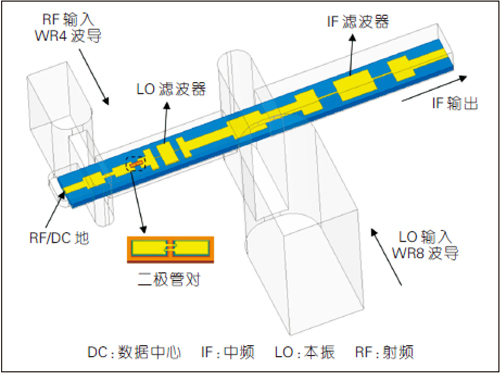 RF 输入
WR4 波导
IF 滤波器
LO 滤波器
IF 输出
RF/DC 地
二极管对
LO 输入
WR8 波导
DC:数据中心 IF:中频 LO:本振 RF:射频